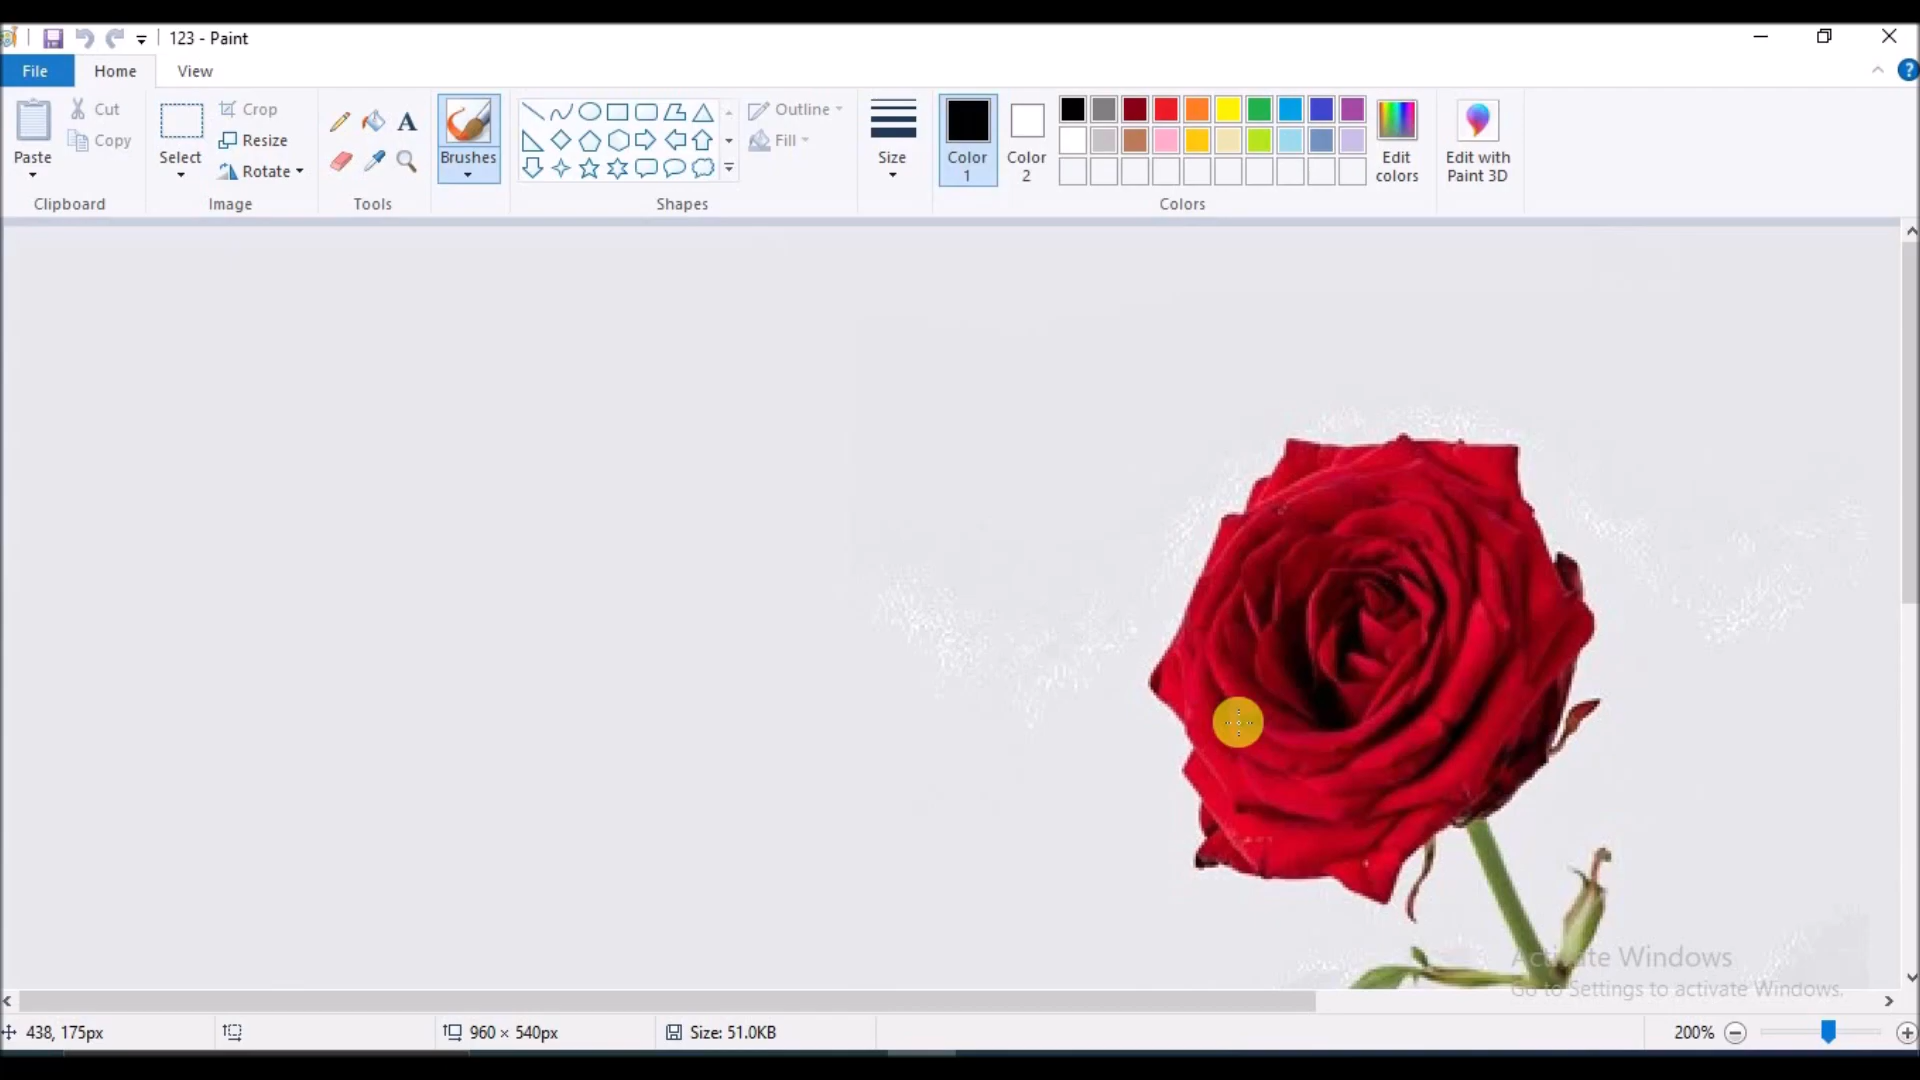 123 - Paint
File Home View
Paste
Cut
Copy
Clipboard
Select
Crop
Resize
Rotate
Image
A
Tools
Brushes
Shapes
Outline
Fill
Size
Color
1
Color
2
Colors
Edit
colors
Edit with
Paint 3D
?
Activate Windows
Go to Settings to activate Windows.
438, 175px
960 × 540px
Size: 51.0KB
200%